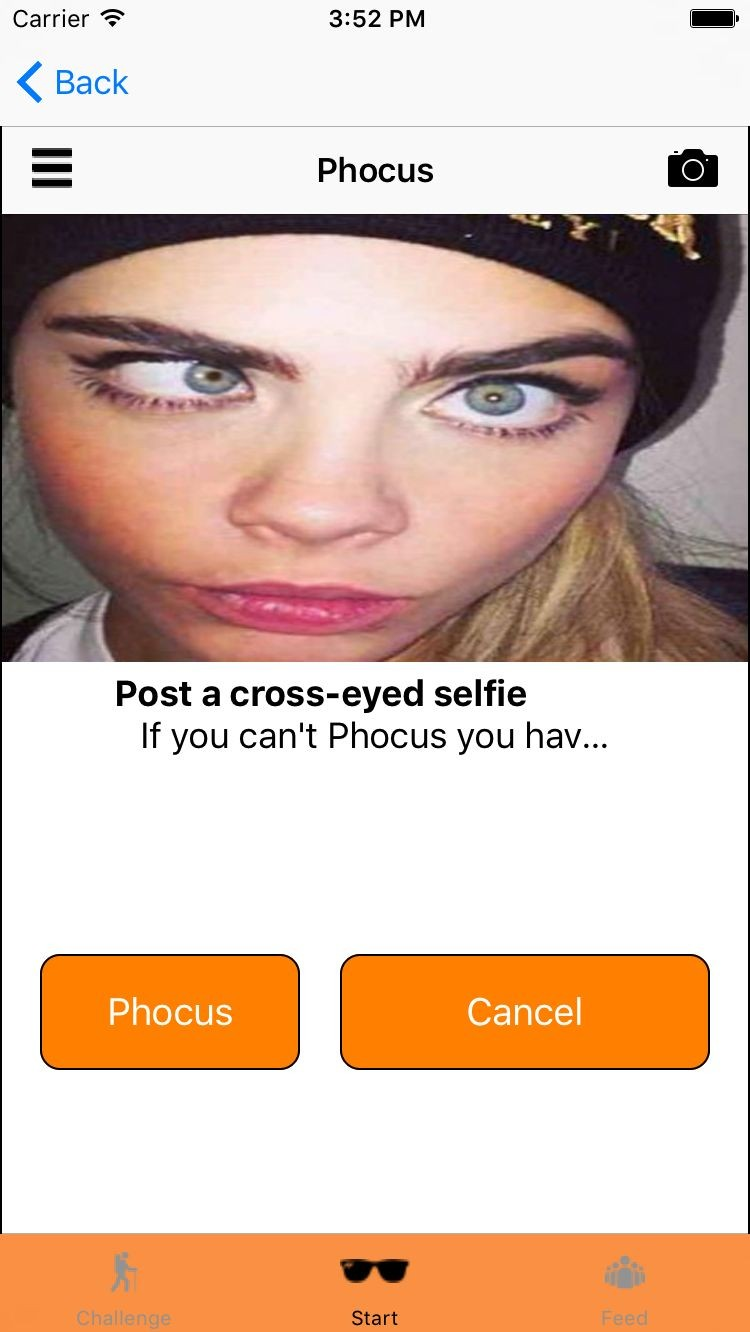 Carrier 3:52 PM
Back
Phocus
Post a cross-eyed selfie
If you can't Phocus you hav...
Phocus Cancel
Challenge Start Feed